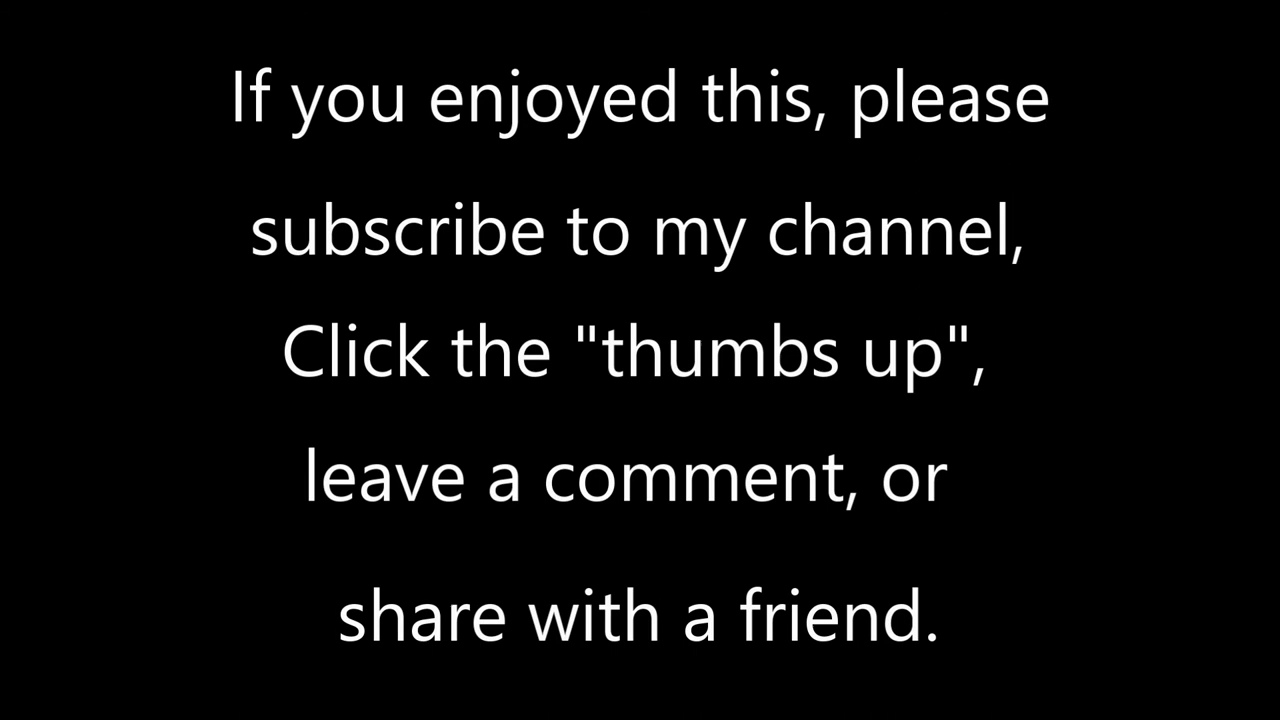 If you enjoyed this, please
subscribe to my channel,
Click the "thumbs up",
leave a comment, or
share with a friend.